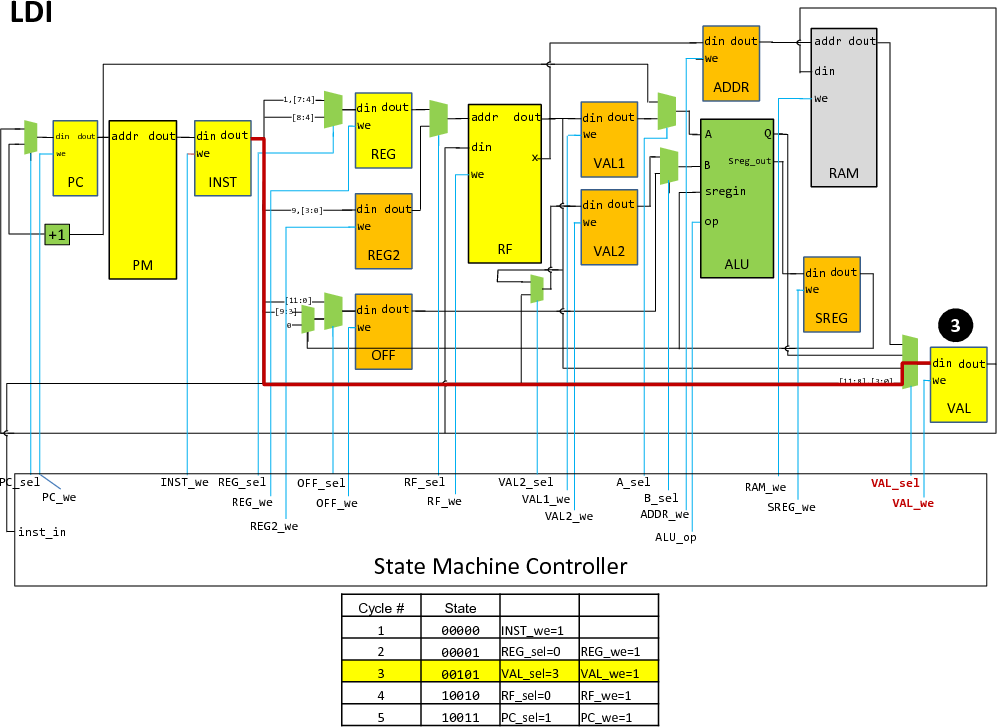 LDI
din dout
we
PC
+1
addr dout
PM
din dout
we
INST
1,[7:4]
[8:4]
din dout
we
REG
9,[3:0]
din dout
we
REG2
[11:0]
[9:3]
0
din dout
we
OFF
addr dout
din
x
we
RF
din dout
we
VAL1
din dout
we
VAL2
din dout
we
ADDR
A Q
Sreg_out
B
sregin
op
ALU
addr dout
din
we
RAM
din dout
we
SREG
3
[11:8],[3:0]
din dout
we
VAL
PC_sel
PC_we
INST_we
REG_sel
REG_we
REG2_we
OFF_sel
OFF_we
RF_sel
RF_we
VAL2_sel
VAL1_we
VAL2_we
A_sel
B_sel
ADDR_we
ALU_op
RAM_we
SREG_we
VAL_sel
VAL_we
inst_in
State Machine Controller
Cycle # State
1 00000 INST_we=1
2 00001 REG_sel=0 REG_we=1
3 00101 VAL_sel=3 VAL_we=1
4 10010 RF_sel=0 RF_we=1
5 10011 PC_sel=1 PC_we=1